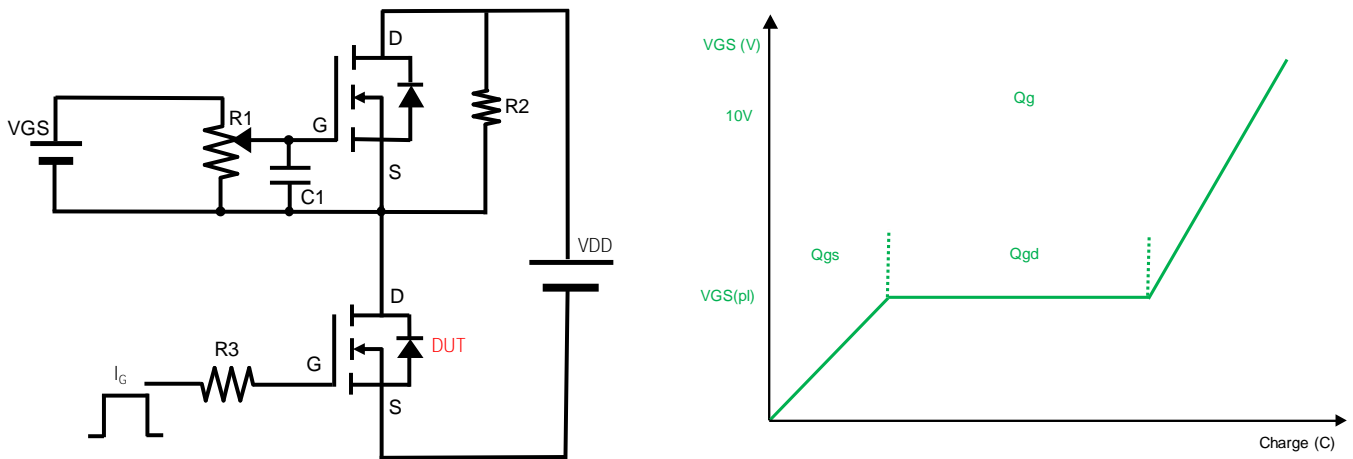 D
R1
VGS
G
R2
S
C1
VDD
D
DUT
R3
G
IG
S
VGS (V)
Qg
10V
Qgs
Qgd
VGS(pl)
Charge (C)